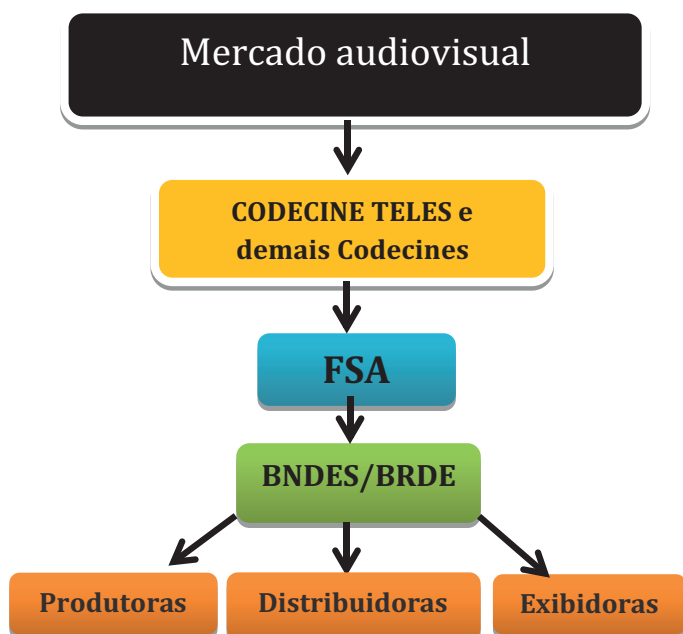 Mercado audiovisual
CODECINE TELES e
demais Codecines
FSA
BNDES/BRDE
Produtoras
Distribuidoras
Exibidoras